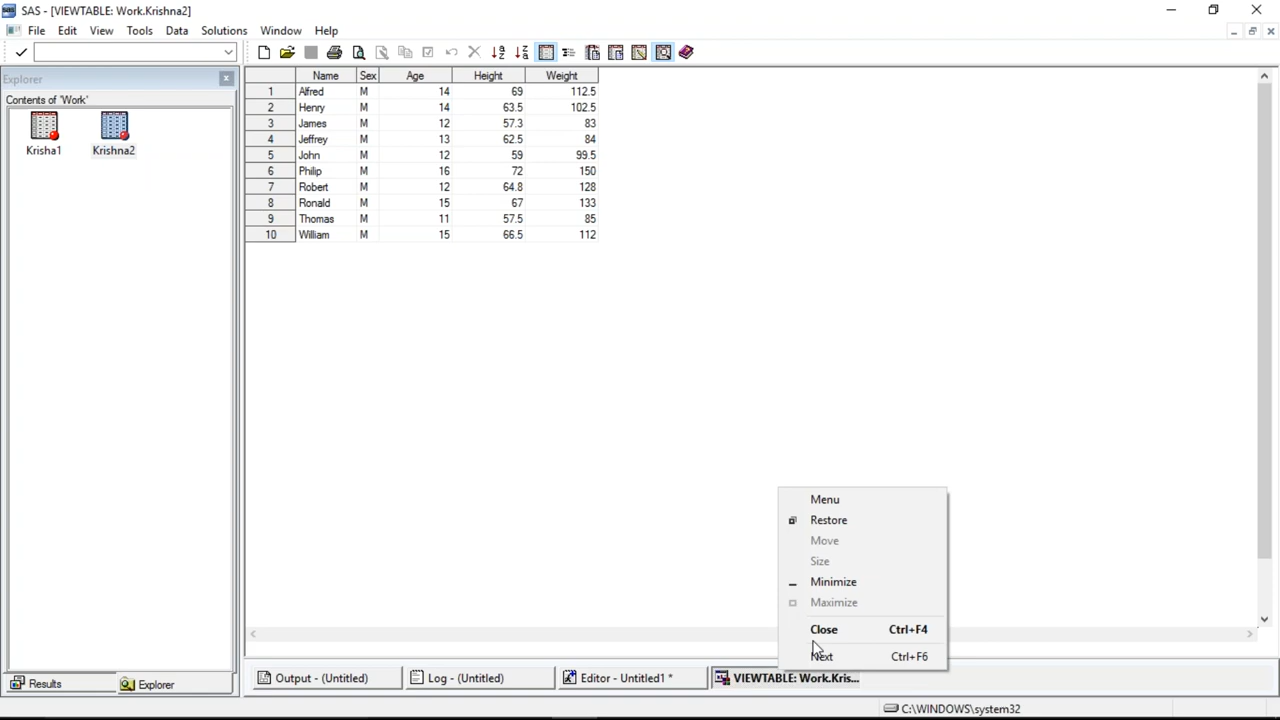 SAS - [VIEWTABLE: Work.Krishna2]
File Edit View Tools Data Solutions Window Help
Explorer
Contents of 'Work'
Krisha1 Krishna2
Name Sex Age Height Weight
1 Alfred M 14 69 112.5
2 Henry M 14 63.5 102.5
3 James M 12 57.3 83
4 Jeffrey M 13 62.5 84
5 John M 12 59 99.5
6 Philip M 16 72 150
7 Robert M 12 64.8 128
8 Ronald M 15 67 133
9 Thomas M 11 57.5 85
10 William M 15 66.5 112
Menu
Restore
Move
Size
Minimize
Maximize
Close Ctrl+F4
Next Ctrl+F6
Results Explorer
Output - (Untitled) Log - (Untitled) Editor - Untitled1 * VIEWTABLE: Work.Kris...
C:\WINDOWS\system32